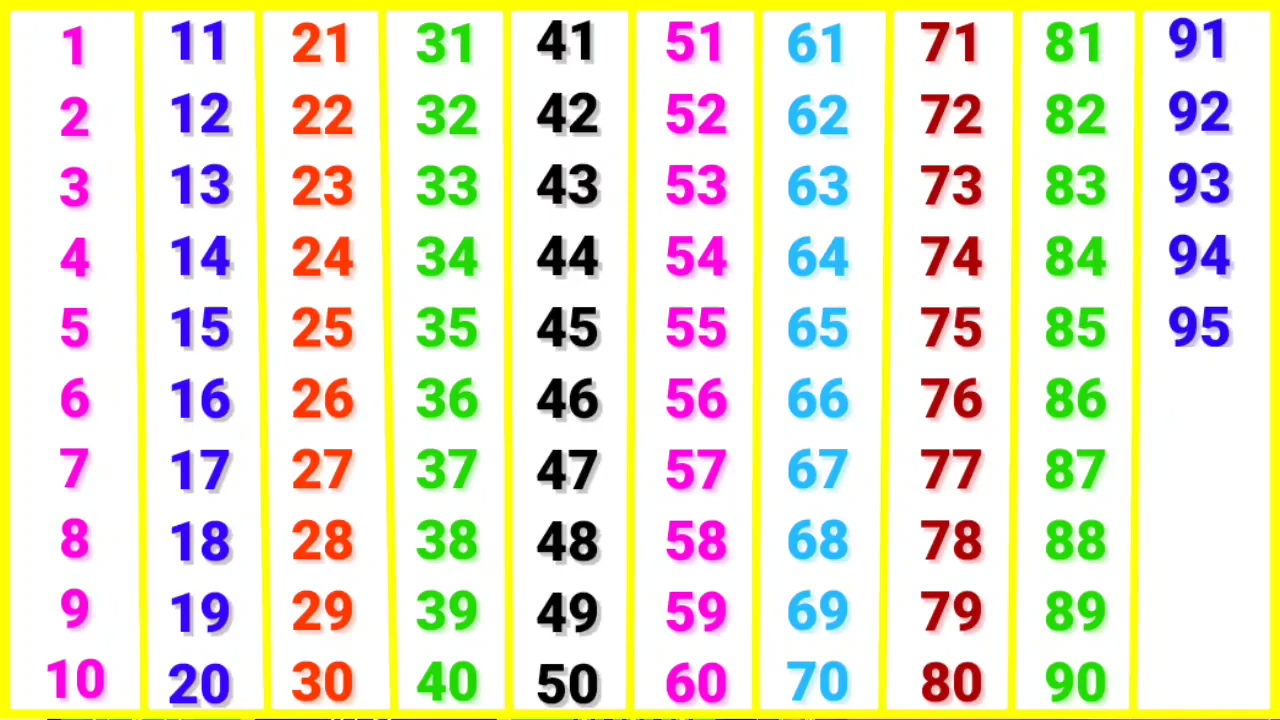 1 11 21 31 41 51 61 71 81 91
2 12 22 32 42 52 62 72 82 92
3 13 23 33 43 53 63 73 83 93
4 14 24 34 44 54 64 74 84 94
5 15 25 35 45 55 65 75 85 95
6 16 26 36 46 56 66 76 86
7 17 27 37 47 57 67 77 87
8 18 28 38 48 58 68 78 88
9 19 29 39 49 59 69 79 89
10 20 30 40 50 60 70 80 90